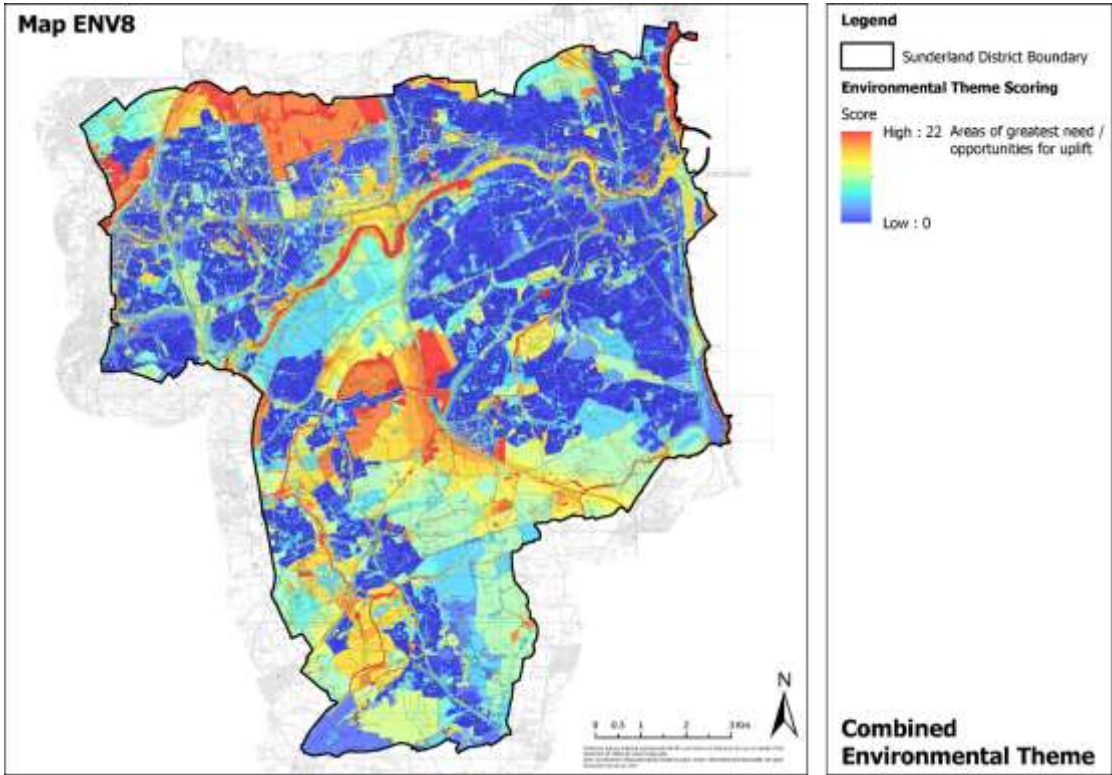 Map ENV8
N
0 0.5 1 2 3 Km
Legend
Sunderland District Boundary
Environmental Theme Scoring
Score
High : 22 Areas of greatest need /
opportunities for uplift
Low : 0
Combined
Environmental Theme